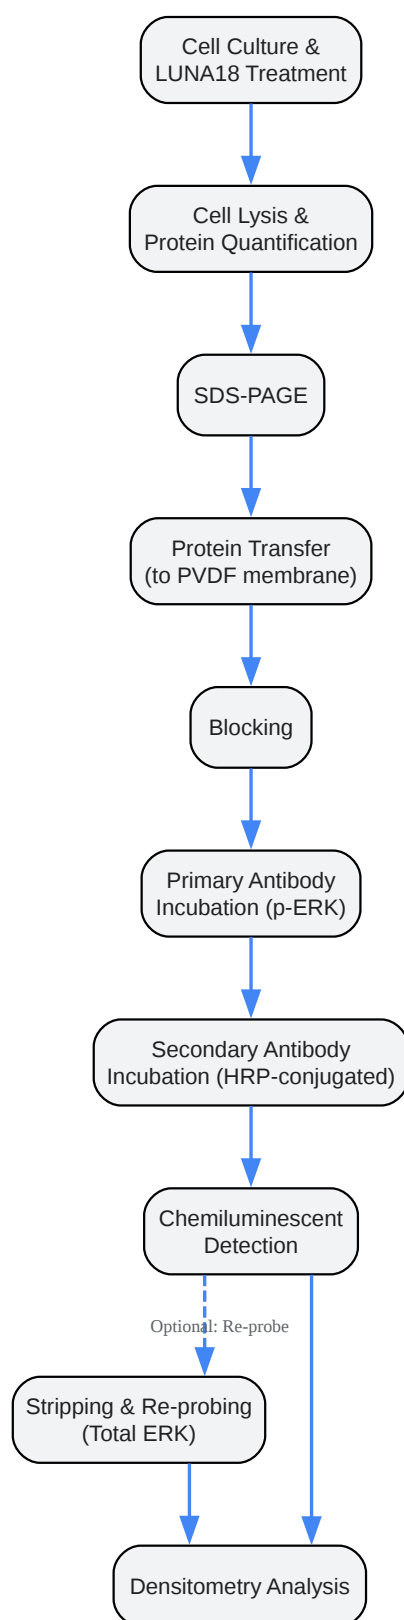 Cell Culture &
LUNA18 Treatment
Cell Lysis &
Protein Quantification
SDS-PAGE
Protein Transfer
(to PVDF membrane)
Blocking
Primary Antibody
Incubation (p-ERK)
Secondary Antibody
Incubation (HRP-conjugated)
Chemiluminescent
Detection
Optional: Re-probe
Stripping & Re-probing
(Total ERK)
Densitometry Analysis